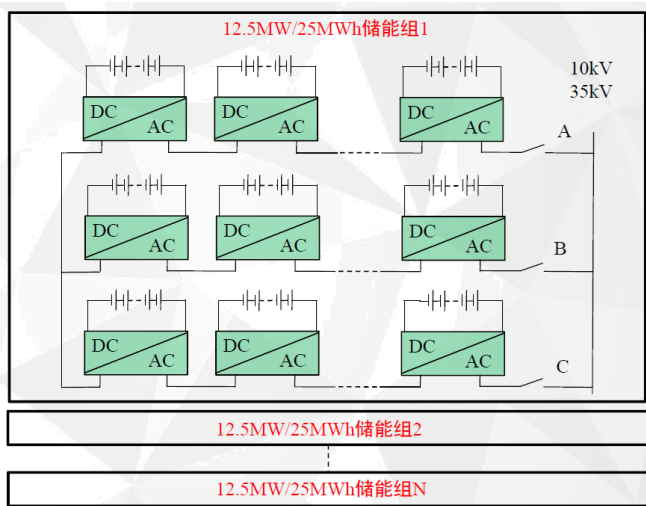 12.5MW/25MWh储能组1
10kV
35kV
DC
AC
DC
AC
DC
AC
A
DC
AC
DC
AC
DC
AC
B
DC
AC
DC
AC
DC
AC
C
12.5MW/25MWh储能组2
12.5MW/25MWh储能组N